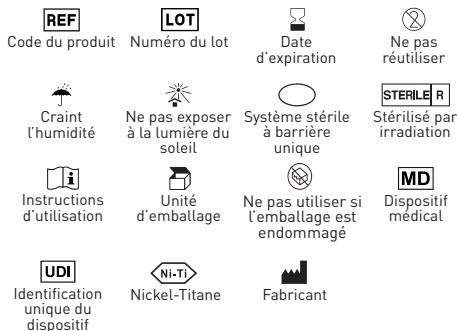 REF
LOT
Code du produit
Numéro du lot
Date
d'expiration
Ne pas
réutiliser
2
STERILE R
Craint
l'humidité
Ne pas exposer
à la lumière du
soleil
Système stérile
à barrière
unique
Stérilisé par
irradiation
i
MD
Instructions
d'utilisation
Unité
d'emballage
Ne pas utiliser si
l'emballage est
endommagé
Dispositif
médical
UDI
Ni-Ti
Identification
unique du
dispositif
Nickel-Titane
Fabricant